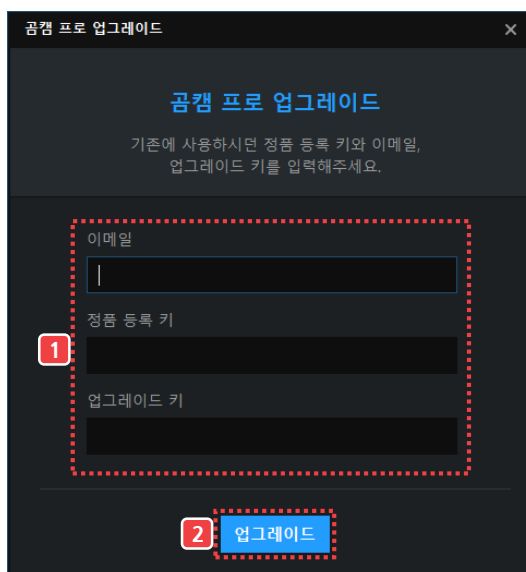 곰캠 프로 업그레이드
곰캠 프로 업그레이드
기존에 사용하시던 정품 등록 키와 이메일,
업그레이드 키를 입력해주세요.
이메일
정품 등록 키
1
업그레이드 키
2 업그레이드